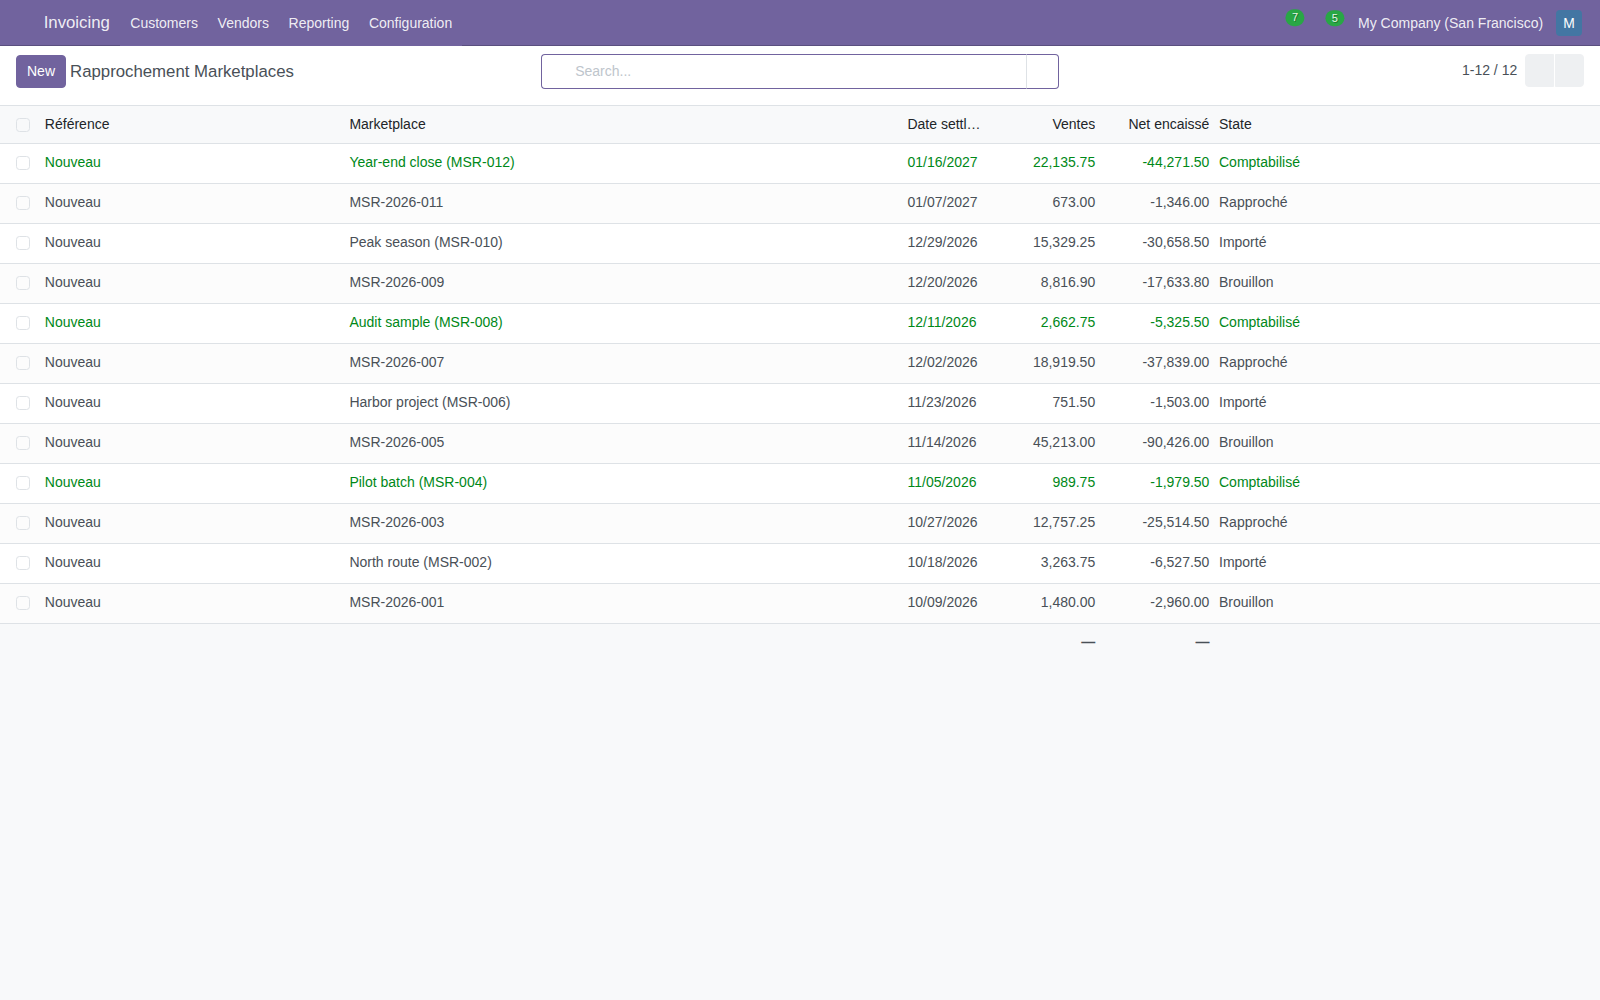 Invoicing Customers Vendors Reporting Configuration 7 5 My Company (San Francisco) M
New Rapprochement Marketplaces Search... 1-12 / 12
Référence Marketplace Date settl… Ventes Net encaissé State
Nouveau Year-end close (MSR-012) 01/16/2027 22,135.75 -44,271.50 Comptabilisé
Nouveau MSR-2026-011 01/07/2027 673.00 -1,346.00 Rapproché
Nouveau Peak season (MSR-010) 12/29/2026 15,329.25 -30,658.50 Importé
Nouveau MSR-2026-009 12/20/2026 8,816.90 -17,633.80 Brouillon
Nouveau Audit sample (MSR-008) 12/11/2026 2,662.75 -5,325.50 Comptabilisé
Nouveau MSR-2026-007 12/02/2026 18,919.50 -37,839.00 Rapproché
Nouveau Harbor project (MSR-006) 11/23/2026 751.50 -1,503.00 Importé
Nouveau MSR-2026-005 11/14/2026 45,213.00 -90,426.00 Brouillon
Nouveau Pilot batch (MSR-004) 11/05/2026 989.75 -1,979.50 Comptabilisé
Nouveau MSR-2026-003 10/27/2026 12,757.25 -25,514.50 Rapproché
Nouveau North route (MSR-002) 10/18/2026 3,263.75 -6,527.50 Importé
Nouveau MSR-2026-001 10/09/2026 1,480.00 -2,960.00 Brouillon
— —